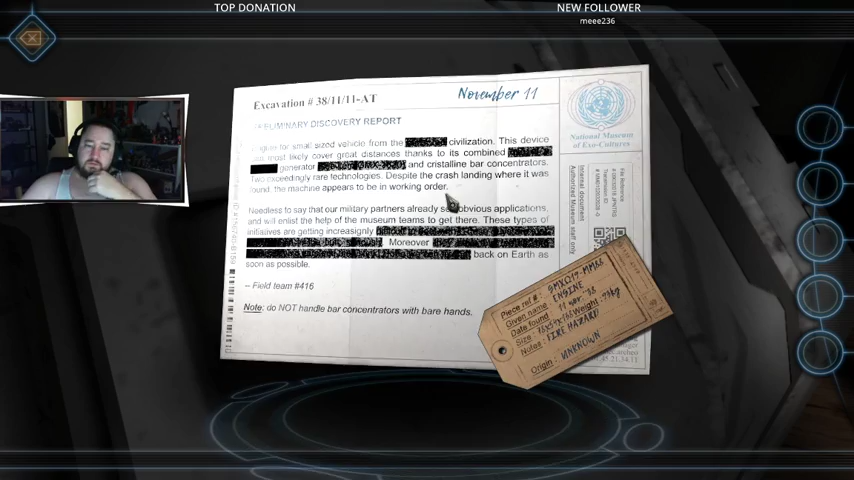 TOP DONATION
NEW FOLLOWER
meee236
Excavation # 38/11/11-AT
November 11
DISCOVERY REPORT
for small sized vehicle from the civilization. This device
most likely cover great distances thanks to its combined
generator and cristalline bar concentrators.
Two exceedingly rare technologies. Despite the crash landing where it was
found, the machine appears to be in working order.
Needless to say that our military partners already see obvious applications,
and will enlist the help of the museum teams to get there. These types of
initiatives are getting increasignly
Moreover
back on Earth as
soon as possible.
-- Field team #416
Note: do NOT handle bar concentrators with bare hands.
National Museum
of Exo-Cultures
Internal document
Authorized Museum staff only
File Reference
Piece ref #:
Given name: ENGINE
Date found: 11 nov. 38
Size: Weight:
Notes: FIRE HAZARD
Origin: UNKNOWN